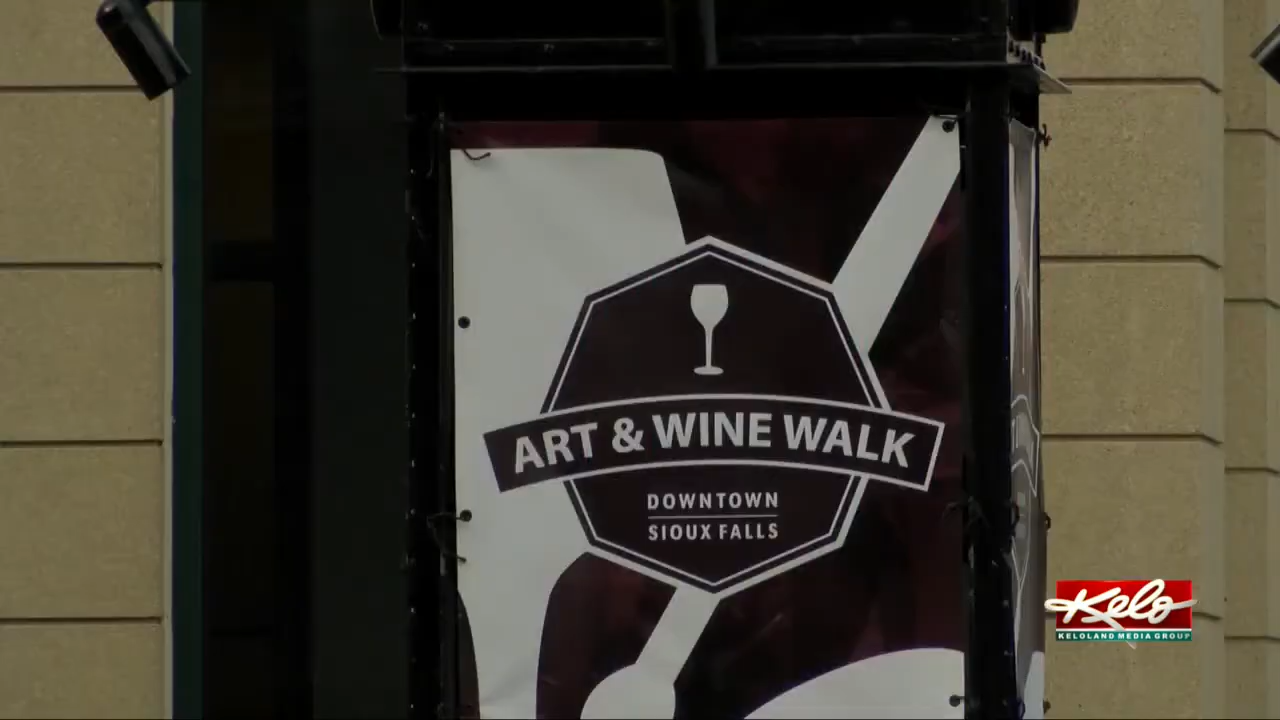 ART & WINE WALK
DOWNTOWN
SIOUX FALLS
Kelo
KELOLAND MEDIA GROUP